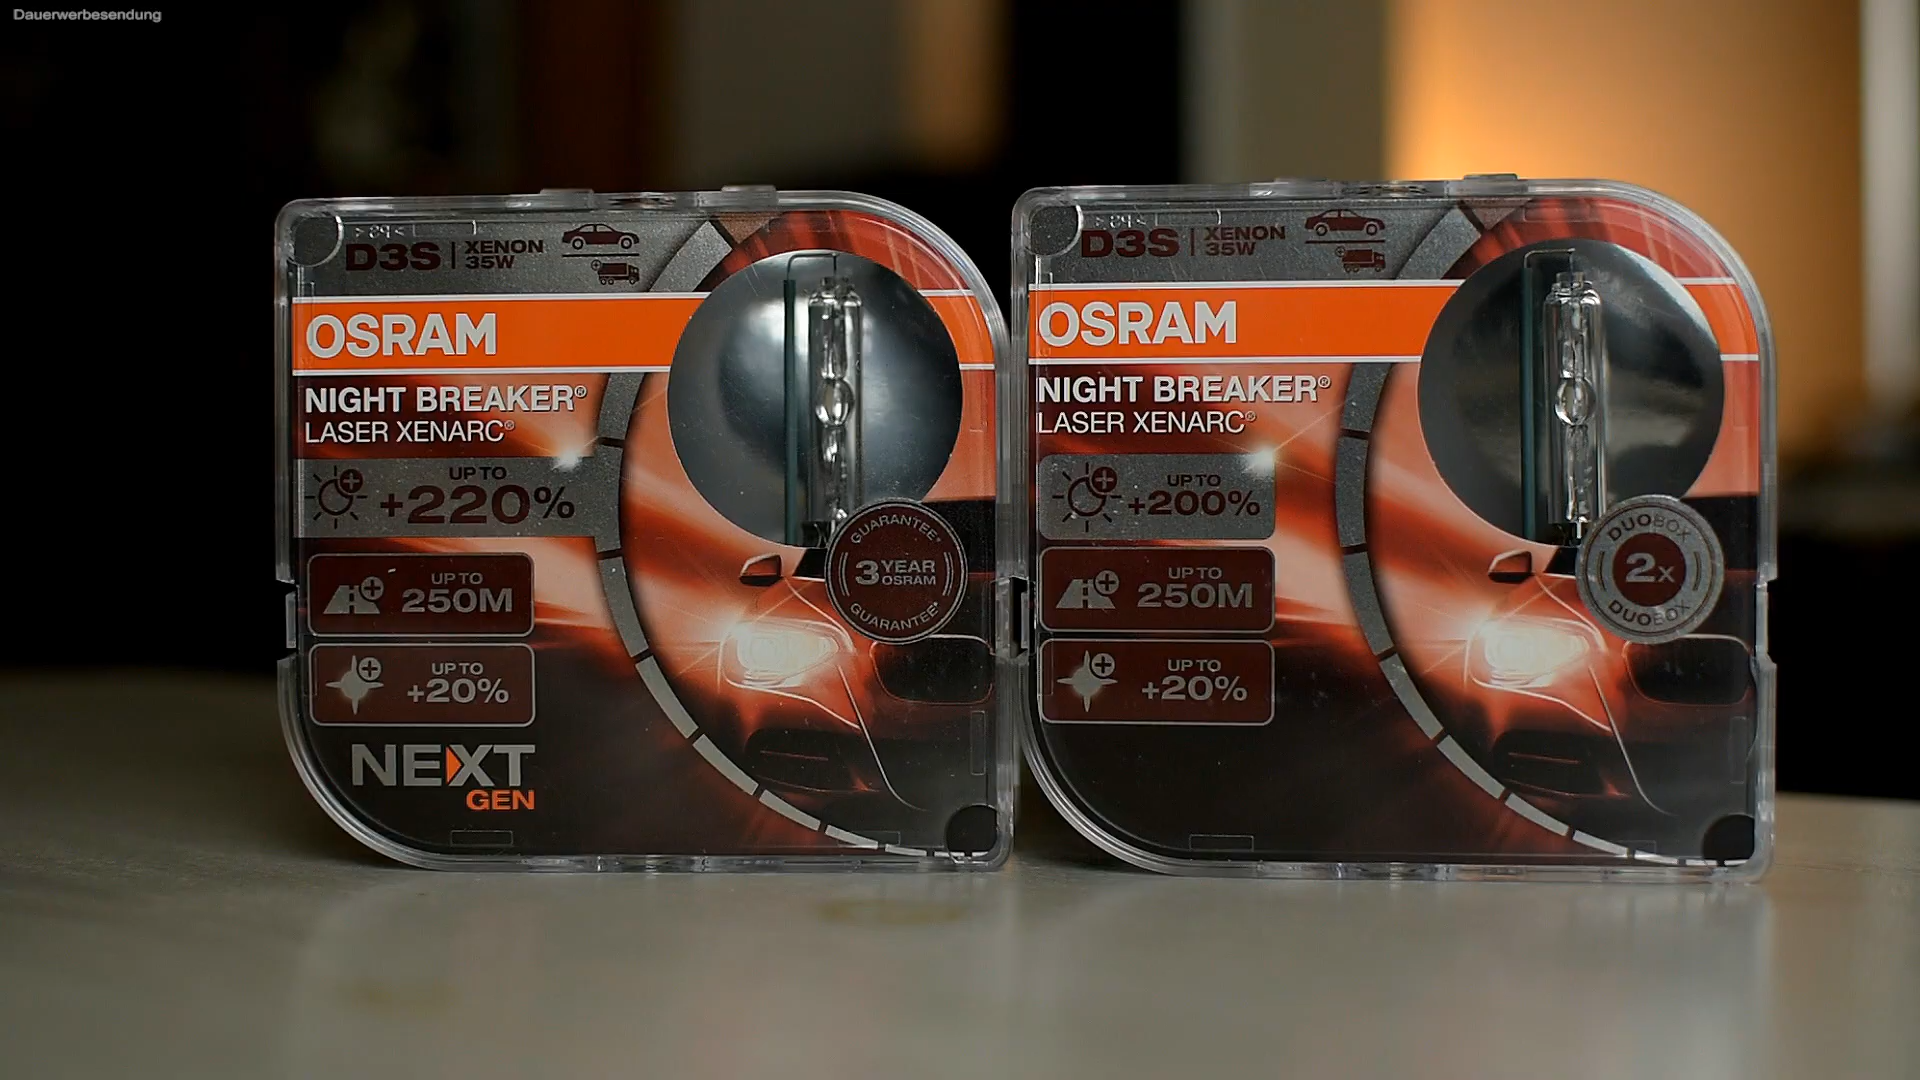 Dauerwerbesendung
D3S | XENON
35W
OSRAM
NIGHT BREAKER®
LASER XENARC®
UP TO
+220%
UP TO
250M
UP TO
+20%
NEXT
GEN
GUARANTEE
3 YEAR
OSRAM
GUARANTEE
>PS<
D3S | XENON
35W
OSRAM
NIGHT BREAKER®
LASER XENARC®
UP TO
+200%
UP TO
250M
UP TO
+20%
DUOBOX
2x
DUOBOX
>PS<